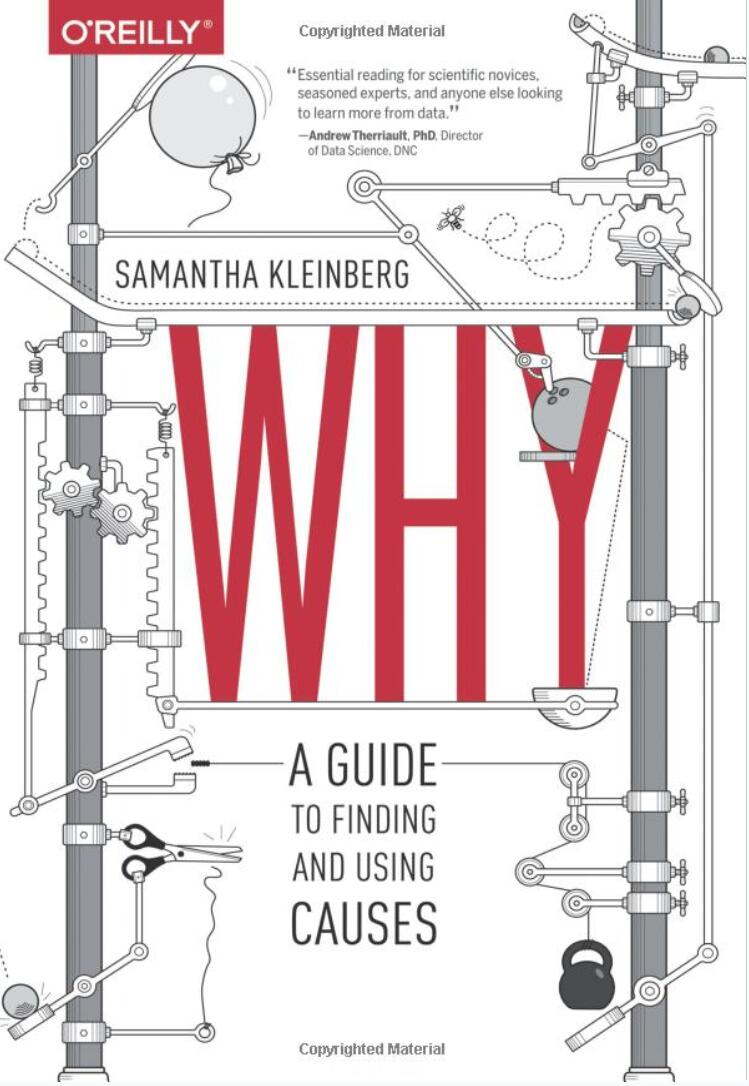 O'REILLY®
Copyrighted Material
“Essential reading for scientific novices,
seasoned experts, and anyone else looking
to learn more from data.”
—Andrew Therriault, PhD, Director
of Data Science, DNC
SAMANTHA KLEINBERG
WHY
A GUIDE
TO FINDING
AND USING
CAUSES
Copyrighted Material